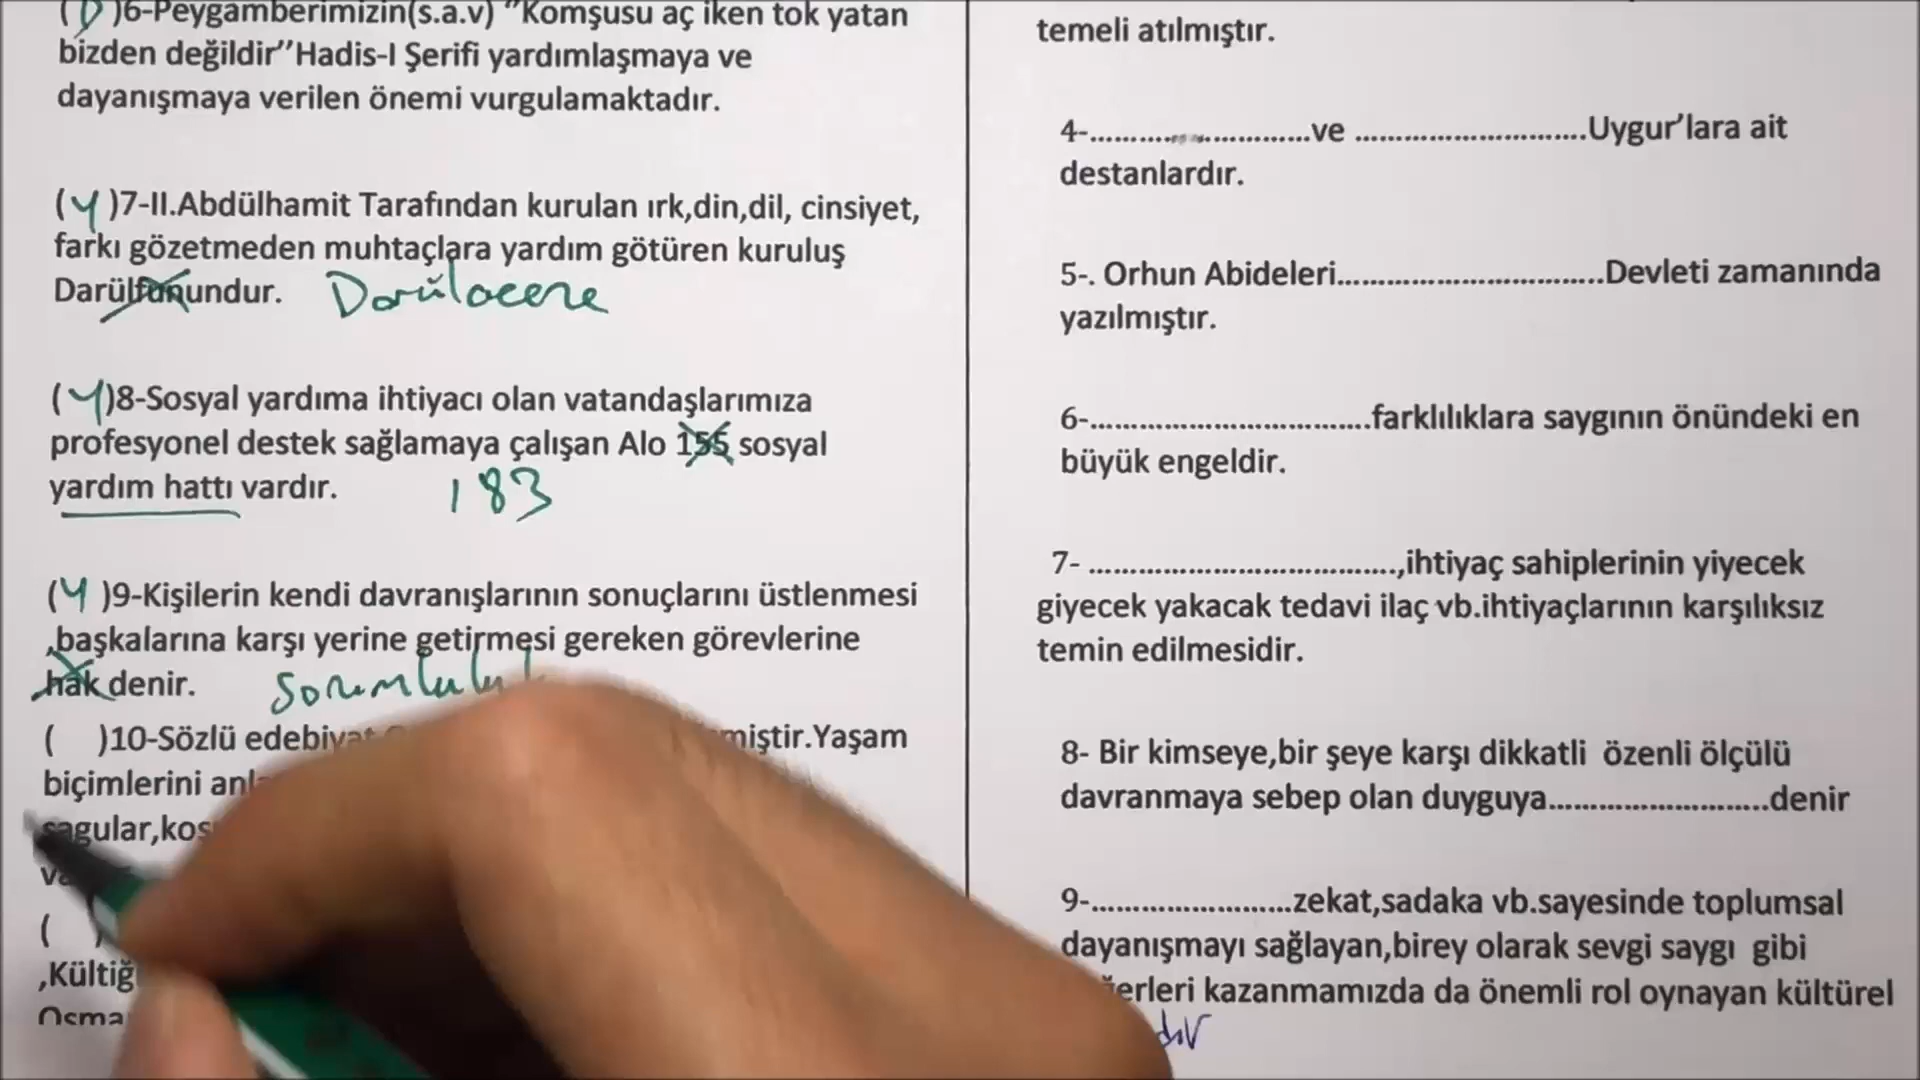 (D)6-Peygamberimizin(s.a.v) "Komşusu aç iken tok yatan
bizden değildir"Hadis-I Şerifi yardımlaşmaya ve
dayanışmaya verilen önemi vurgulamaktadır.
(Y)7-II.Abdülhamit Tarafından kurulan ırk,din,dil, cinsiyet,
farkı gözetmeden muhtaçlara yardım götüren kuruluş
Darülfünundur. Darülacere
(Y)8-Sosyal yardıma ihtiyacı olan vatandaşlarımıza
profesyonel destek sağlamaya çalışan Alo 155 sosyal
yardım hattı vardır. 183
(Y)9-Kişilerin kendi davranışlarının sonuçlarını üstlenmesi
,başkalarına karşı yerine getirmesi gereken görevlerine
hak denir. Sorumluluk
( )10-Sözlü edebiyat miştir.Yaşam
biçimlerini
sagular,
( )
,Kültiğ
temeli atılmıştır.
4-............................ve ............................Uygur'lara ait
destanlardır.
5-. Orhun Abideleri................................Devleti zamanında
yazılmıştır.
6-..................................farklılıklara saygının önündeki en
büyük engeldir.
7- .....................................,ihtiyaç sahiplerinin yiyecek
giyecek yakacak tedavi ilaç vb.ihtiyaçlarının karşılıksız
temin edilmesidir.
8- Bir kimseye,bir şeye karşı dikkatli özenli ölçülü
davranmaya sebep olan duyguya...........................denir
9-........................zekat,sadaka vb.sayesinde toplumsal
dayanışmayı sağlayan,birey olarak sevgi saygı gibi
erleri kazanmamızda da önemli rol oynayan kültürel
dır